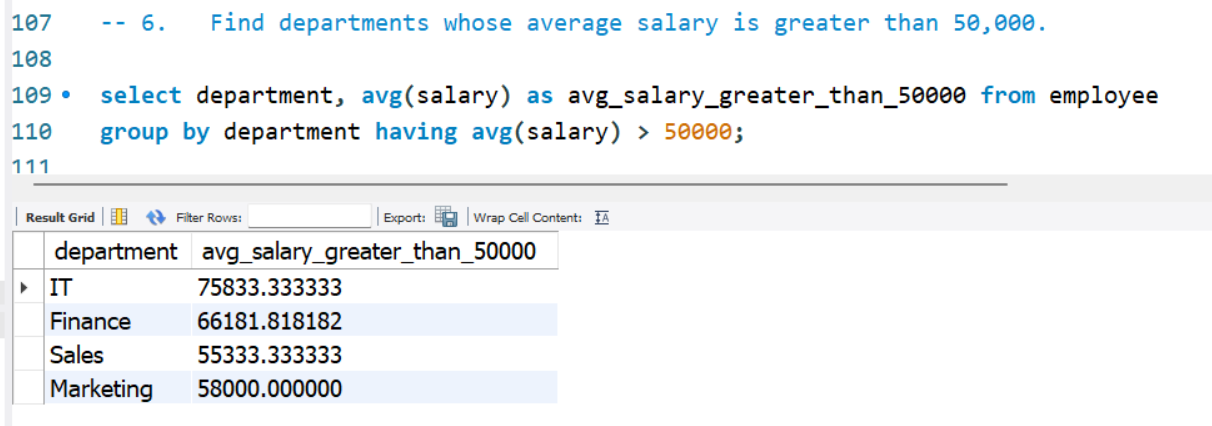 107 -- 6. Find departments whose average salary is greater than 50,000.
108
109 select department, avg(salary) as avg_salary_greater_than_50000 from employee
110 group by department having avg(salary) > 50000;
111
Result Grid Filter Rows: Export: Wrap Cell Content: IA
department avg_salary_greater_than_50000
IT 75833.333333
Finance 66181.818182
Sales 55333.333333
Marketing 58000.000000